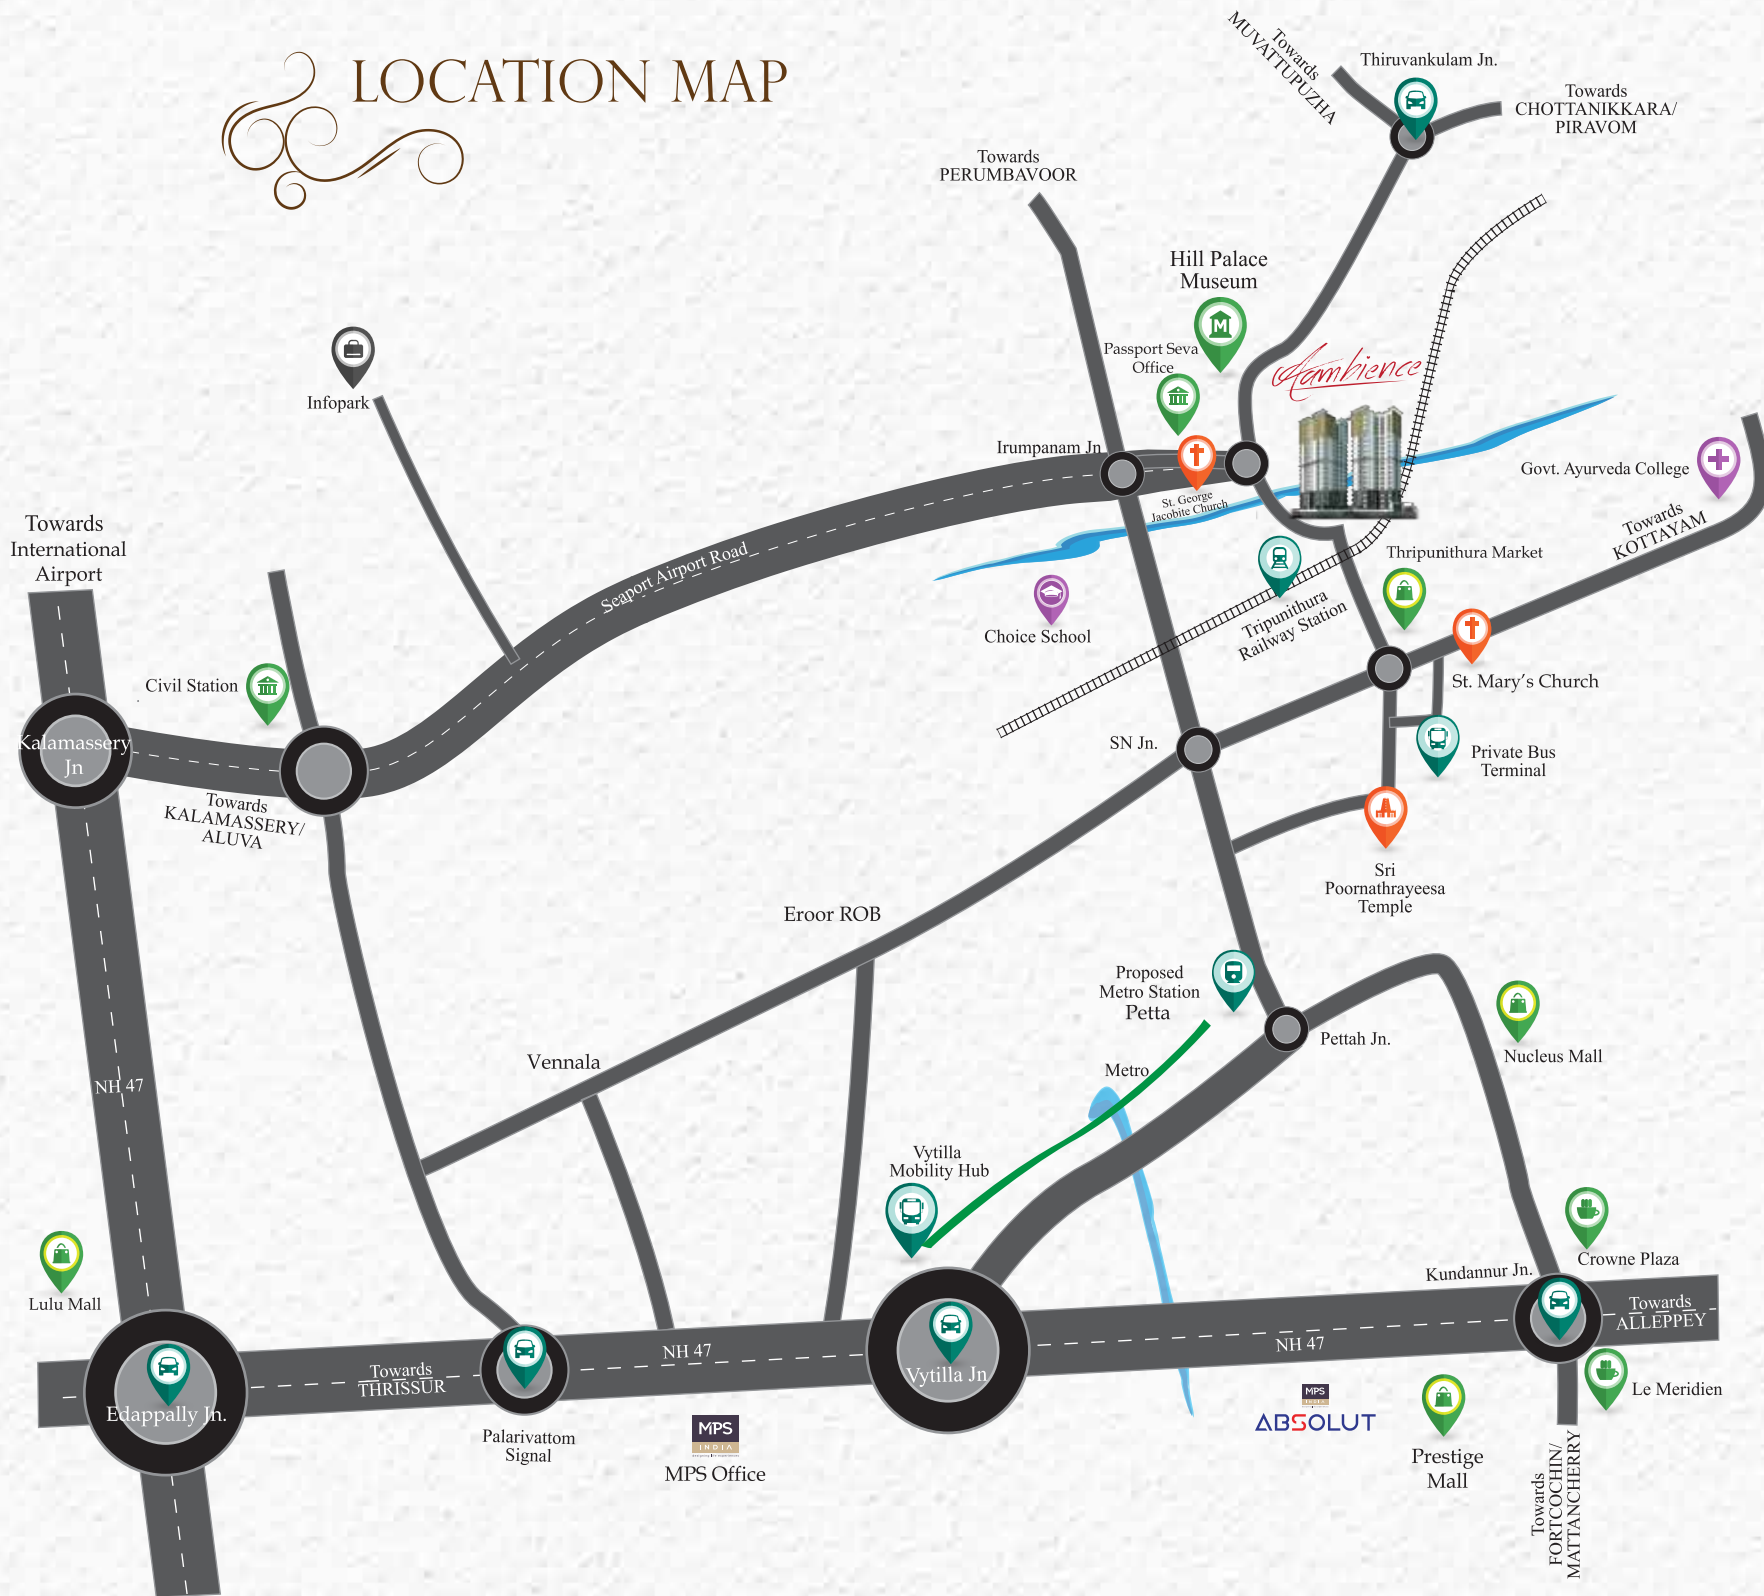 LOCATION MAP
Towards
MUVATTUPUZHA
Thiruvankulam Jn.
Towards
CHOTTANIKKARA/
PIRAVOM
Towards
PERUMBAVOOR
Hill Palace
Museum
M
Passport Seva
Office
Aambience
Infopark
Irumpanam Jn
St. George
Jacobite Church
Govt. Ayurveda College
Towards
KOTTAYAM
Towards
International
Airport
Seaport Airport Road
Thripunithura Market
Choice School
Tripunithura
Railway Station
Civil Station
St. Mary's Church
Kalamassery
Jn
SN Jn.
Private Bus
Terminal
Towards
KALAMASSERY/
ALUVA
Sri
Poornathrayeesa
Temple
Eroor ROB
Proposed
Metro Station
Petta
Pettah Jn.
Nucleus Mall
Vennala
Metro
NH 47
Vytilla
Mobility Hub
Lulu Mall
Kundannur Jn.
Crowne Plaza
Towards
ALLEPPEY
NH 47
NH 47
Towards
THRISSUR
Vytilla Jn
Edappally Jn.
Palarivattom
Signal
MPS
INDIA
MPS Office
MPS
ABSOLUT
Prestige
Mall
Le Meridien
Towards
FORTCOCHIN/
MATTANCHERRY